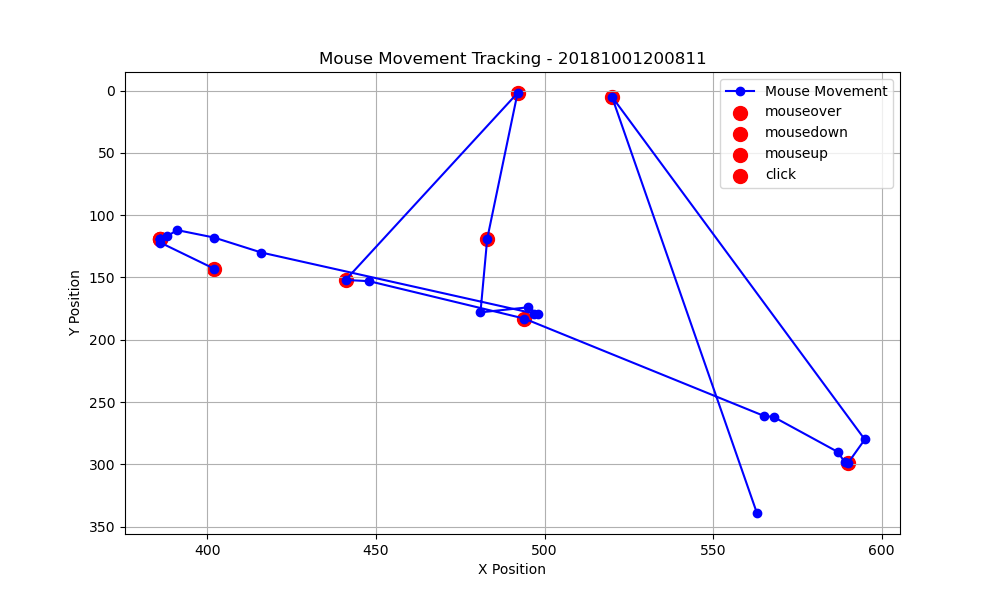 Mouse Movement Tracking - 20181001200811
Mouse Movement
mouseover
mousedown
mouseup
click
0
50
100
150
200
250
300
350
Y Position
400
450
500
550
600
X Position